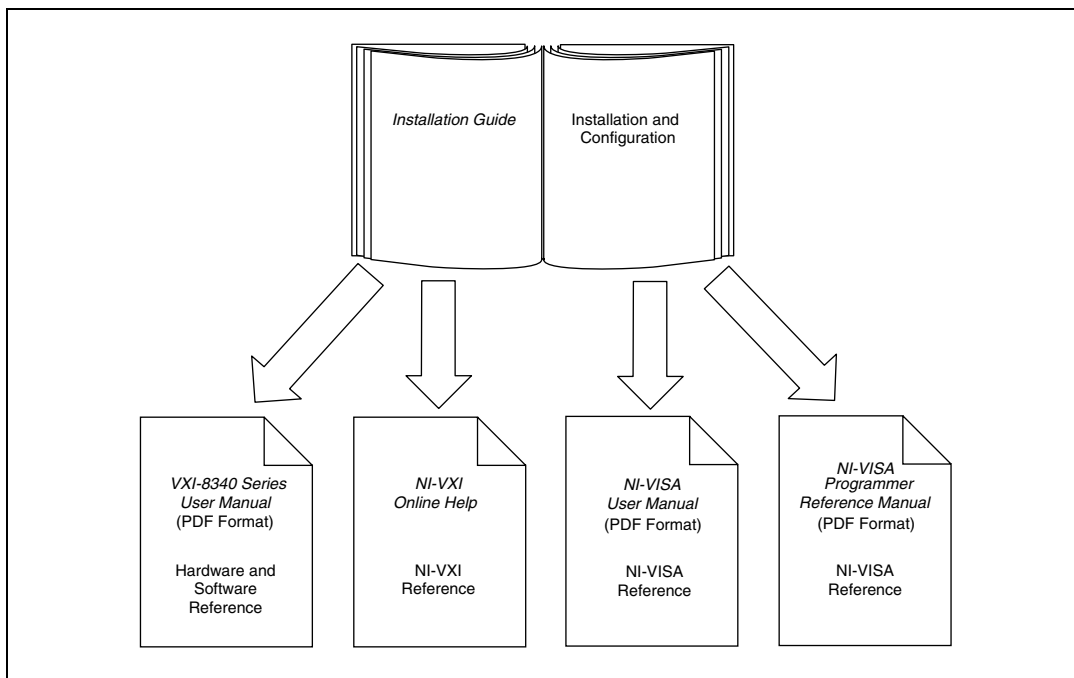 Installation Guide
Installation and
Configuration
VXI-8340 Series
User Manual
(PDF Format)
Hardware and
Software
Reference
NI-VXI
Online Help
NI-VXI
Reference
NI-VISA
User Manual
(PDF Format)
NI-VISA
Reference
NI-VISA
Programmer
Reference Manual
(PDF Format)
NI-VISA
Reference